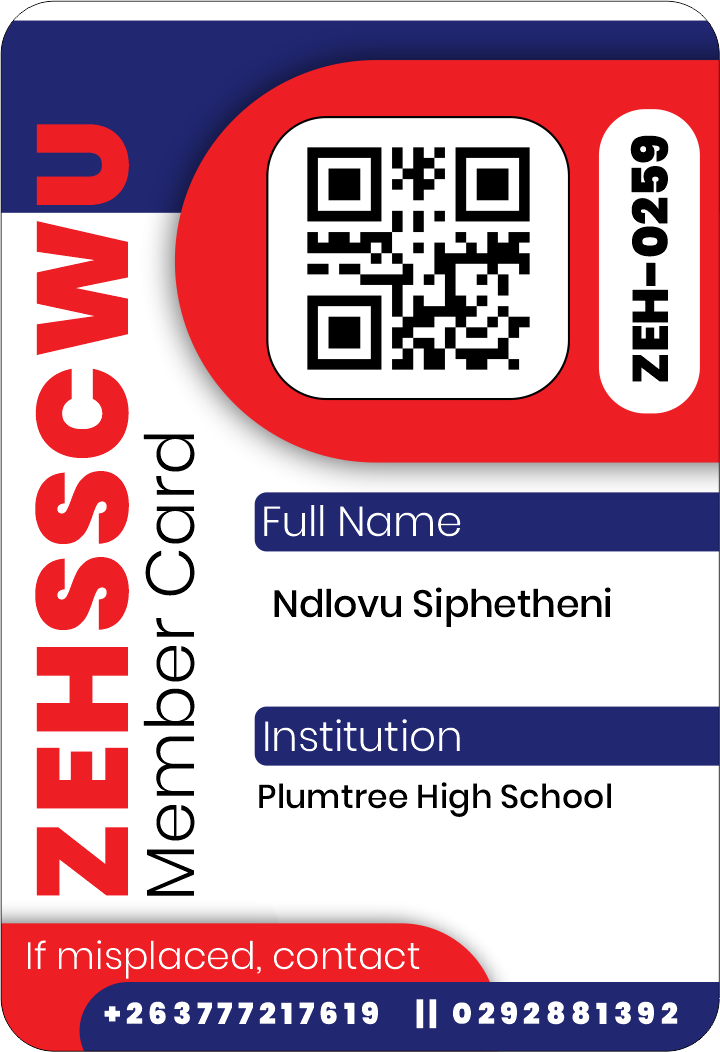 ZEHSSCWU
Member Card
ZEH-0259
Full Name
Ndlovu Siphetheni
Institution
Plumtree High School
If misplaced, contact
+263777217619 || 0292881392